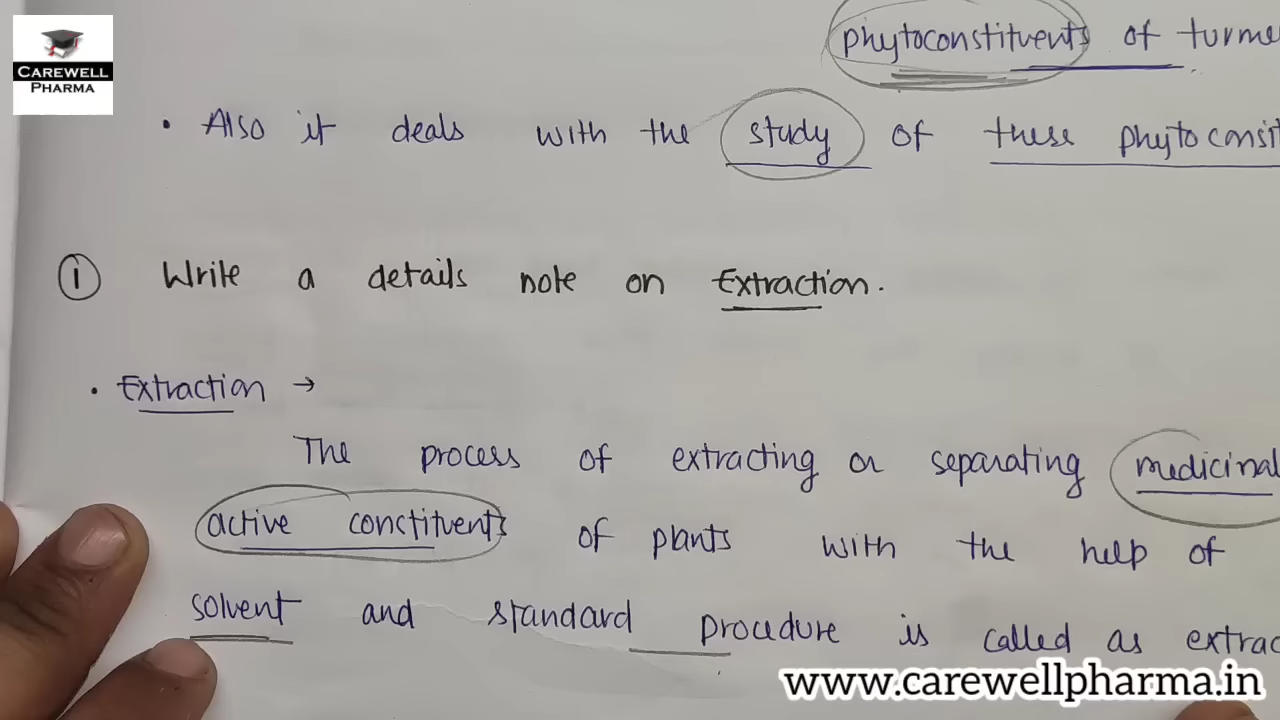 CAREWELL
PHARMA
phytoconstituents of turme
• Also it deals with the study of these phytoconsti
① Write a details note on Extraction.
• Extraction →
The process of extracting or separating medicinal
active constituents of plants with the help of
solvent and standard procedure is called as extrac
www.carewellpharma.in